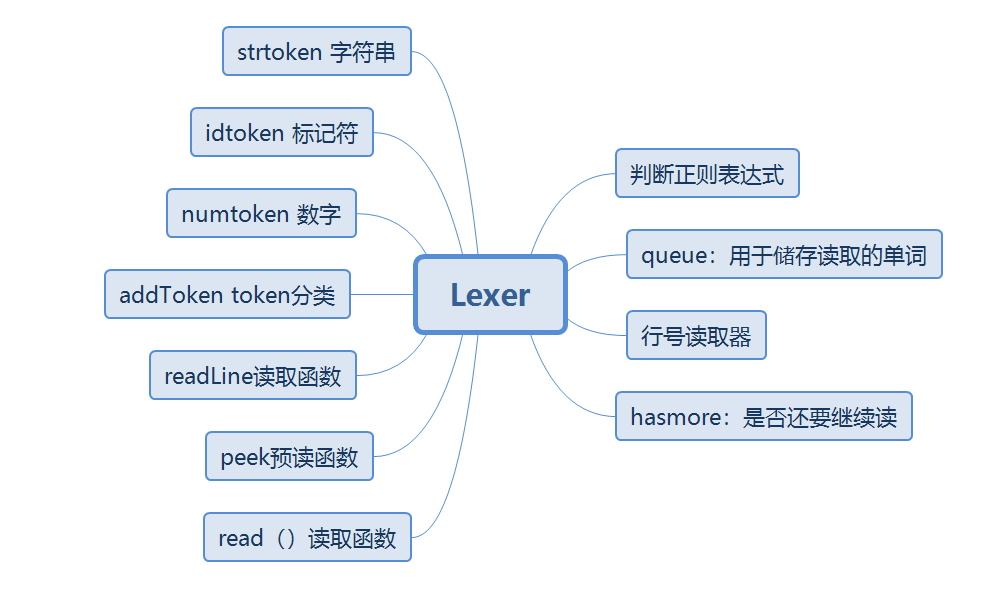 strtoken 字符串
idtoken 标记符
numtoken 数字
addToken token分类
readLine读取函数
peek预读函数
read（）读取函数
Lexer
判断正则表达式
queue：用于储存读取的单词
行号读取器
hasmore：是否还要继续读